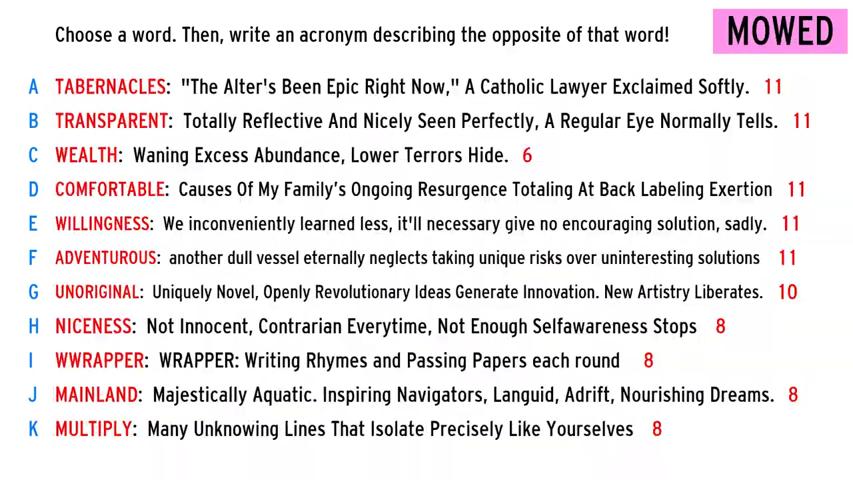 Choose a word. Then, write an acronym describing the opposite of that word!
MOWED
A TABERNACLES: "The Alter's Been Epic Right Now," A Catholic Lawyer Exclaimed Softly. 11
B TRANSPARENT: Totally Reflective And Nicely Seen Perfectly, A Regular Eye Normally Tells. 11
C WEALTH: Waning Excess Abundance, Lower Terrors Hide. 6
D COMFORTABLE: Causes Of My Family's Ongoing Resurgence Totaling At Back Labeling Exertion 11
E WILLINGNESS: We inconveniently learned less, it'll necessary give no encouraging solution, sadly. 11
F ADVENTUROUS: another dull vessel eternally neglects taking unique risks over uninteresting solutions 11
G UNORIGINAL: Uniquely Novel, Openly Revolutionary Ideas Generate Innovation. New Artistry Liberates. 10
H NICENESS: Not Innocent, Contrarian Everytime, Not Enough Selfawareness Stops 8
I WWRAPPER: WRAPPER: Writing Rhymes and Passing Papers each round 8
J MAINLAND: Majestically Aquatic. Inspiring Navigators, Languid, Adrift, Nourishing Dreams. 8
K MULTIPLY: Many Unknowing Lines That Isolate Precisely Like Yourselves 8